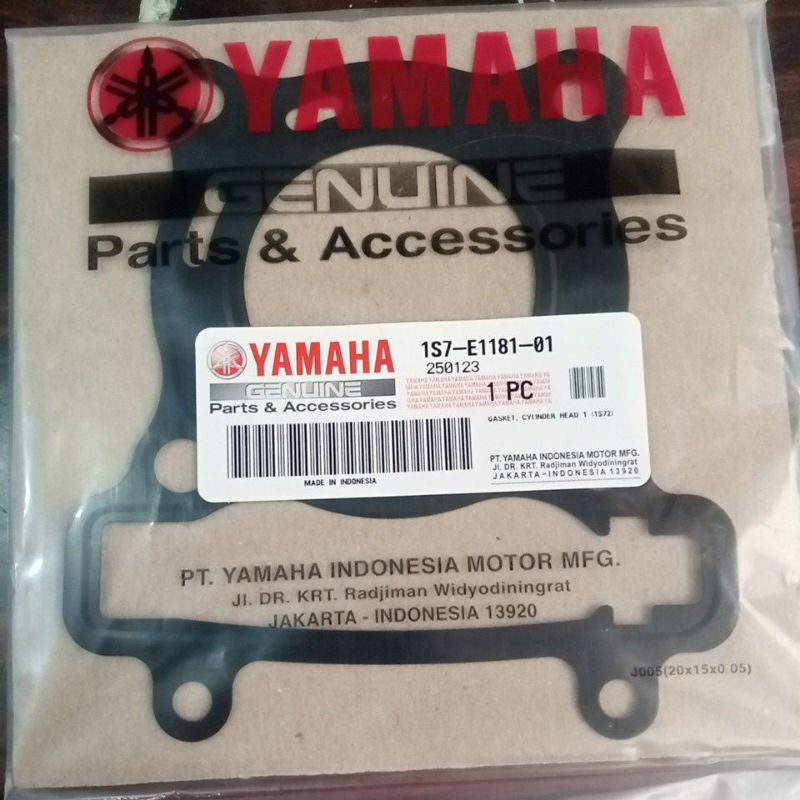 YAMAHA
GENUINE
Parts & Accessories
YAMAHA
GENUINE
Parts & Accessories
1S7-E1181-01
250123
1 PC
GASKET, CYLINDER HEAD 1 (1S72)
MADE IN INDONESIA
PT. YAMAHA INDONESIA MOTOR MFG.
Jl. DR. KRT. Radjiman Widyodiningrat
JAKARTA-INDONESIA 13920
PT. YAMAHA INDONESIA MOTOR MFG.
Jl. DR. KRT. Radjiman Widyodiningrat
JAKARTA - INDONESIA 13920
J005(20x15x0.05)